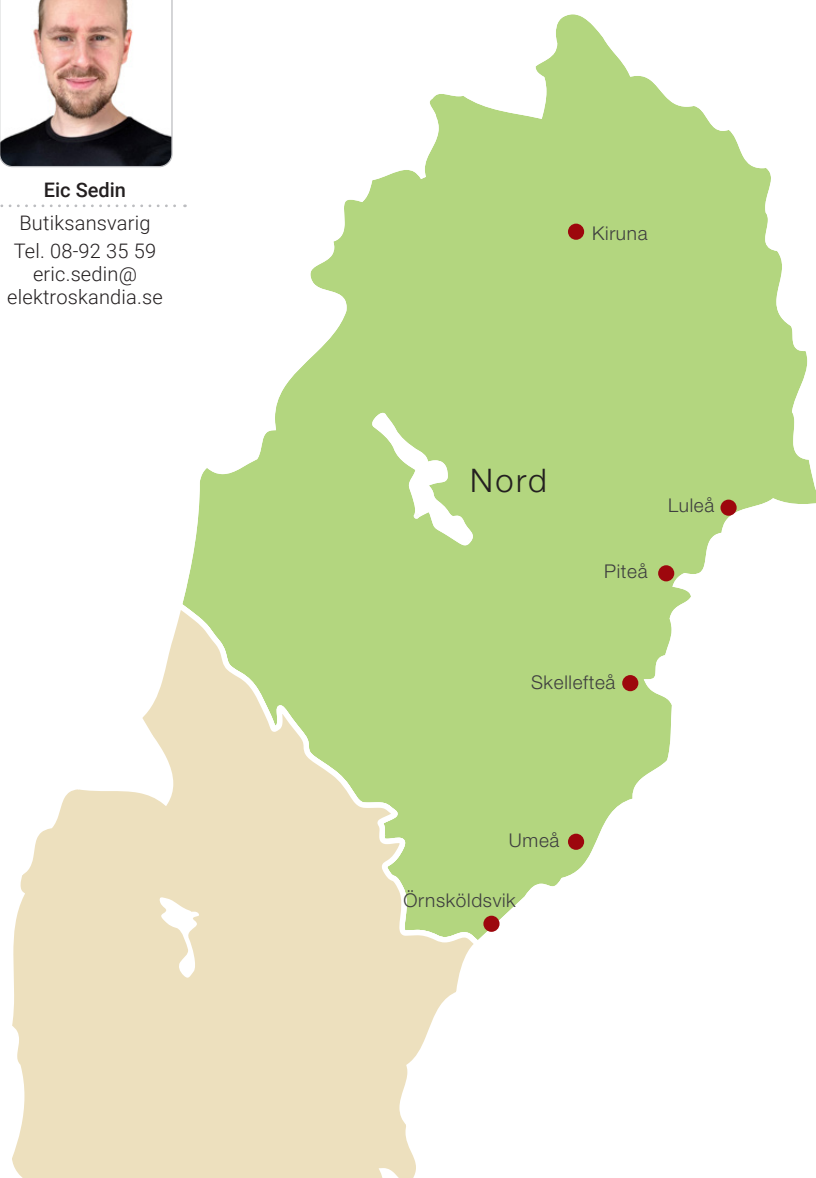 Eic Sedin
Butiksansvarig
Tel. 08-92 35 59
eric.sedin@
elektroskandia.se
Kiruna
Nord
Luleå
Piteå
Skellefteå
Umeå
Örnsköldsvik